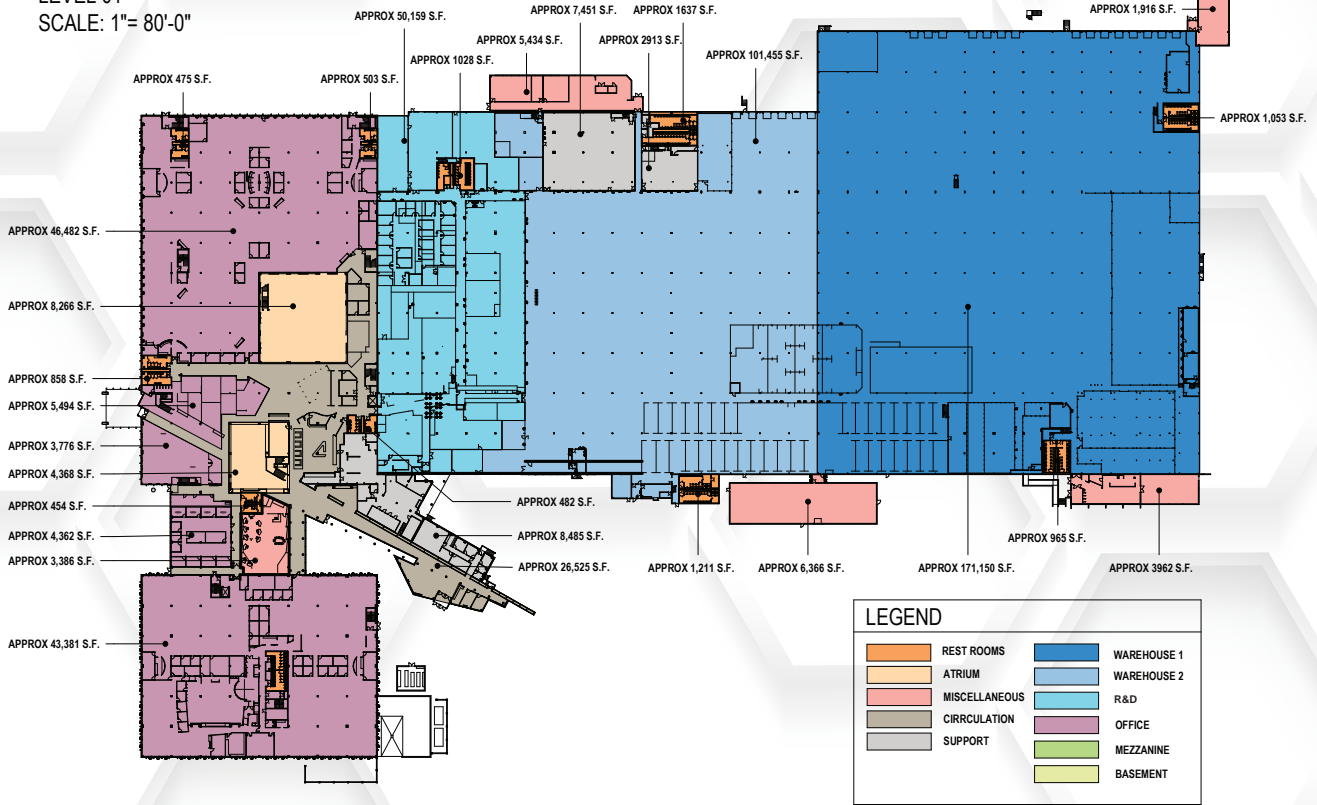 SCALE: 1"= 80'-0"
APPROX 50,159 S.F.
APPROX 7,451 S.F.
APPROX 1637 S.F.
APPROX 1,916 S.F.
APPROX 5,434 S.F.
APPROX 2913 S.F.
APPROX 1028 S.F.
APPROX 101,455 S.F.
APPROX 475 S.F.
APPROX 503 S.F.
APPROX 1,053 S.F.
APPROX 46,482 S.F.
APPROX 8,266 S.F.
APPROX 858 S.F.
APPROX 5,494 S.F.
APPROX 3,776 S.F.
APPROX 4,368 S.F.
APPROX 454 S.F.
APPROX 482 S.F.
APPROX 4,362 S.F.
APPROX 8,485 S.F.
APPROX 965 S.F.
APPROX 3,386 S.F.
APPROX 26,525 S.F.
APPROX 1,211 S.F.
APPROX 6,366 S.F.
APPROX 171,150 S.F.
APPROX 3962 S.F.
APPROX 43,381 S.F.
LEGEND
REST ROOMS
ATRIUM
MISCELLANEOUS
CIRRCULATION
SUPPORT
WAREHOUSE 1
WAREHOUSE 2
R&D
OFFICE
MEZZANINE
BASEMENT